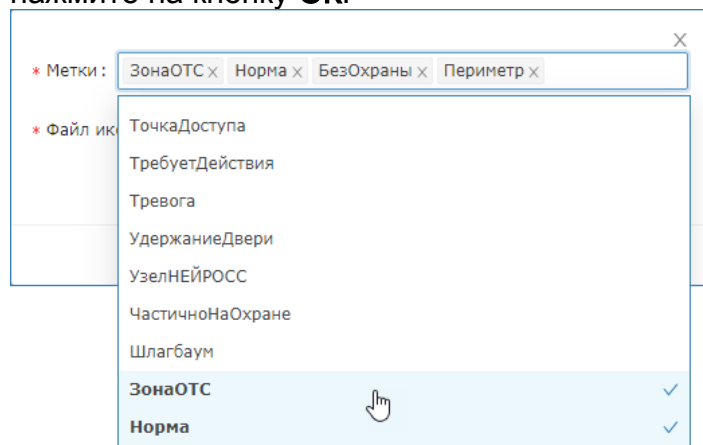 нажмите на кнопку ОК.
* Метки: ЗонаОТС x Норма x БезОхраны x Периметр x
* Файл ик
ТочкаДоступа
ТребуетДействия
Тревога
УдержаниеДвери
УзелНЕЙРОСС
ЧастичноНаОхране
Шлагбаум
ЗонаОТС
Норма